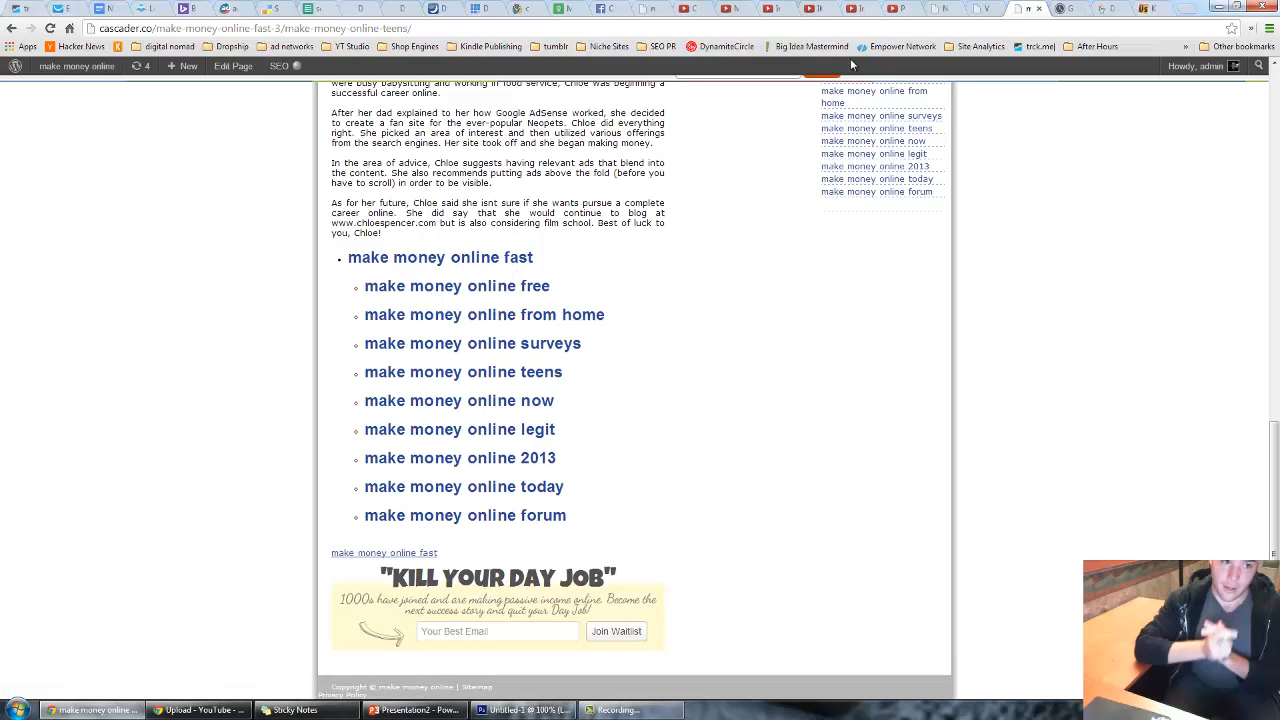 cascader.co/make-money-online-fast-3/make-money-online-teens/
Apps Hacker News digital nomad Dropship ad networks YT Studio Shop Engines Kindle Publishing tumblr Niche Sites SEO PR DynamiteCircle Big Idea Mastermind Empower Network Site Analytics trck.me| After Hours » Other bookmarks
make money online 4 + New Edit Page SEO Howdy, admin
were busy babysitting and working in food service, Chloe was beginning a
successful career online.
After her dad explained to her how Google AdSense worked, she decided
to create a fan site for the ever-popular Neopets. Chloe did everything
right. She picked an area of interest and then utilized various offerings
from the search engines. Her site took off and she began making money.
In the area of advice, Chloe suggests having relevant ads that blend into
the content. She also recommends putting ads above the fold (before you
have to scroll) in order to be visible.
As for her future, Chloe said she isnt sure if she wants pursue a complete
career online. She did say that she would continue to blog at
www.chloespencer.com but is also considering film school. Best of luck to
you, Chloe!
make money online from
home
make money online surveys
make money online teens
make money online now
make money online legit
make money online 2013
make money online today
make money online forum
make money online fast
make money online free
make money online from home
make money online surveys
make money online teens
make money online now
make money online legit
make money online 2013
make money online today
make money online forum
make money online fast
"KILL YOUR DAY JOB"
1000s have joined and are making passive income online. Become the
next success story and quit your Day Job!
Your Best Email Join Waitlist
Copyright © make money online | Sitemap
Privacy Policy
make money online ... Upload - YouTube - ... Sticky Notes Presentation2 - Pow... Untitled-1 @ 100% (L... Recording...